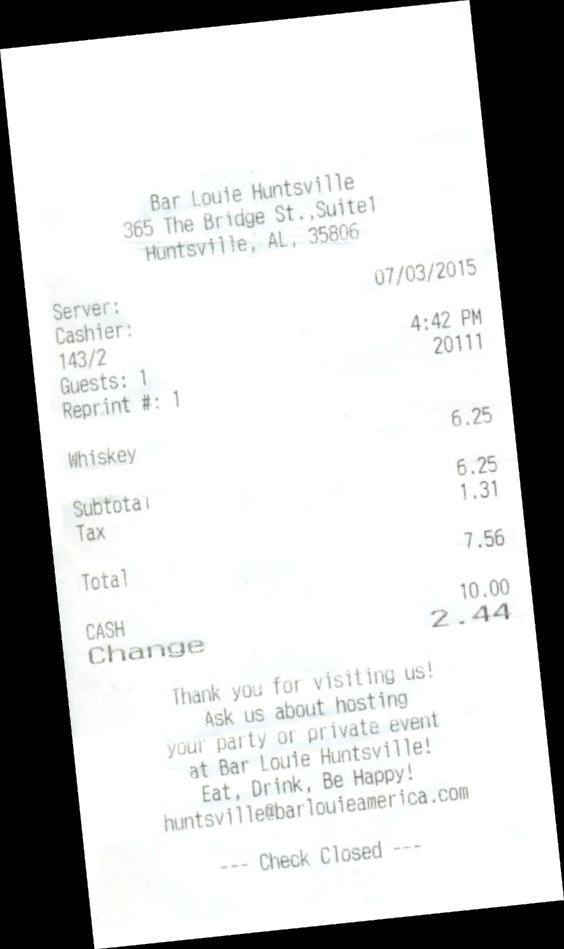 Bar Louie Huntsville
365 The Bridge St.,Suite1
Huntsville, AL, 35806
Server: 07/03/2015
Cashier:
143/2 4:42 PM
Guests: 1 20111
Reprint #: 1
Whiskey 6.25
Subtotal 6.25
Tax 1.31
Total 7.56
CASH 10.00
Change 2.44
Thank you for visiting us!
Ask us about hosting
your party or private event
at Bar Louie Huntsville!
Eat, Drink, Be Happy!
huntsville@barlouieamerica.com
--- Check Closed ---